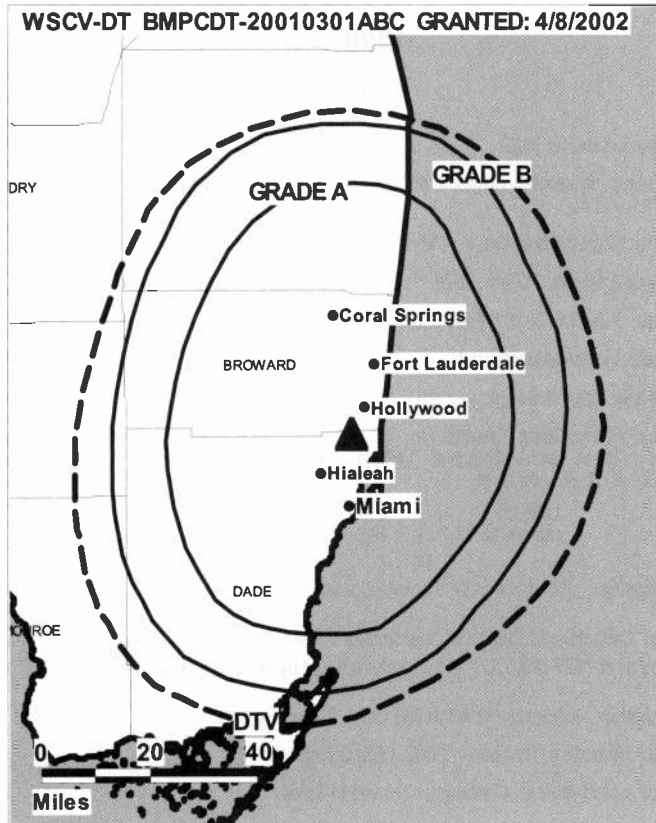 WSCV-DT BMPCDT-20010301ABC GRANTED: 4/8/2002
GRADE B
DRY
GRADE A
Coral Springs
BROWARD
Fort Lauderdale
Hollywood
Hialeah
Miami
DADE
ONROE
DTV
0 20 40
Miles